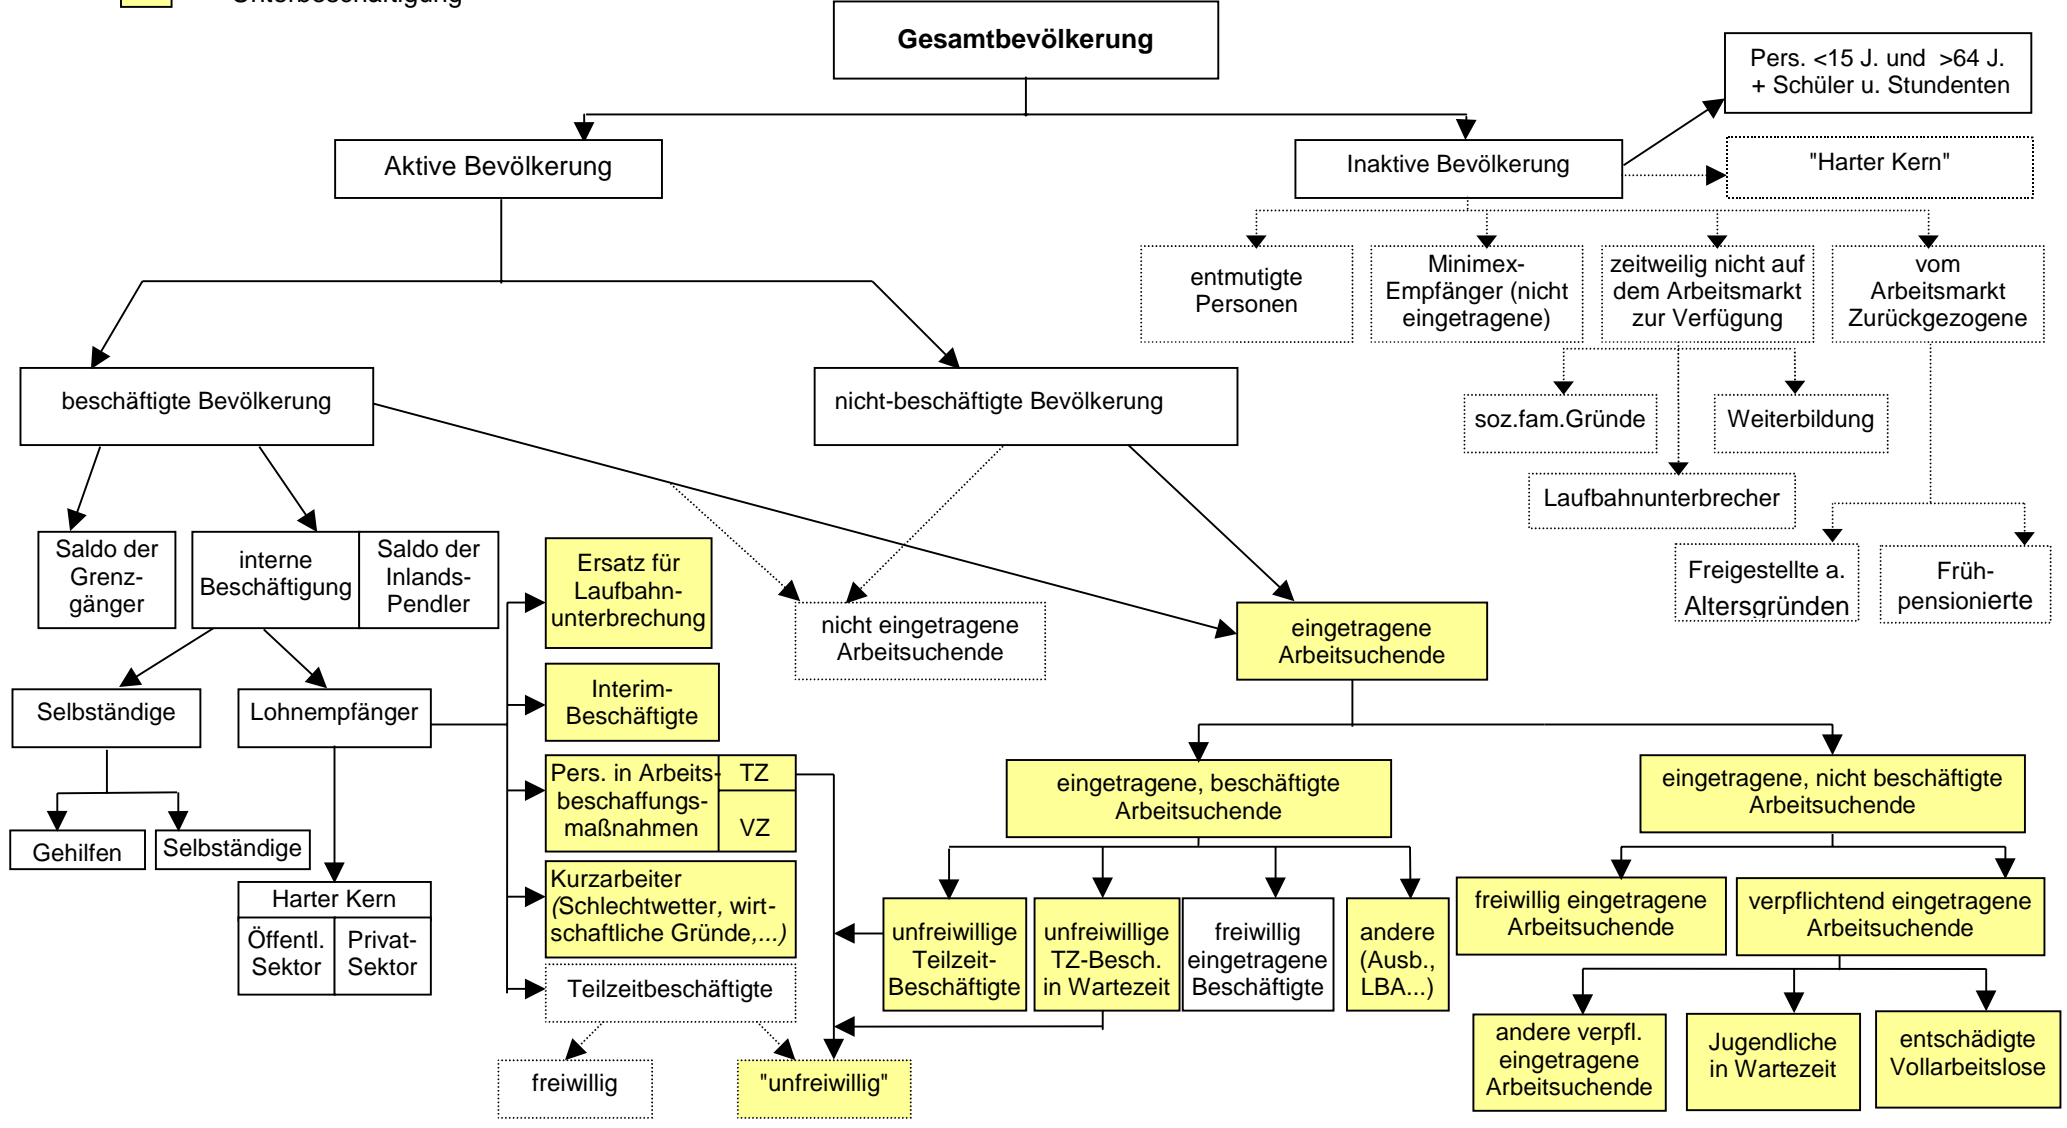 Unterbeschäftigung
Gesamtbevölkerung
Pers. <15 J. und >64 J.
+ Schüler u. Stundenten
Aktive Bevölkerung
Inaktive Bevölkerung
"Harter Kern"
entmutigte
Personen
Minimex-
Empfänger (nicht
eingetragene)
zeitweilig nicht auf
dem Arbeitsmarkt
zur Verfügung
vom
Arbeitsmarkt
Zurückgezogene
beschäftigte Bevölkerung
nicht-beschäftigte Bevölkerung
soz.fam.Gründe
Weiterbildung
Laufbahnunterbrecher
Freigestellte a.
Altersgründen
Früh-
pensionierte
Saldo der
Grenz-
gänger
interne
Beschäftigung
Saldo der
Inlands-
Pendler
Ersatz für
Laufbahn-
unterbrechung
nicht eingetragene
Arbeitsuchende
eingetragene
Arbeitsuchende
Selbständige
Lohnempfänger
Interim-
Beschäftigte
Pers. in Arbeits-
beschaffungs-
maßnahmen
TZ
VZ
eingetragene, beschäftigte
Arbeitsuchende
eingetragene, nicht beschäftigte
Arbeitsuchende
Gehilfen
Selbständige
Kurzarbeiter
(Schlechtwetter, wirt-
schaftliche Gründe,...)
Harter Kern
Öffentl.
Sektor
Privat-
Sektor
Teilzeitbeschäftigte
freiwillig
"unfreiwillig"
unfreiwillige
Teilzeit-
Beschäftigte
unfreiwillige
TZ-Besch.
in Wartezeit
freiwillig
eingetragene
Beschäftigte
andere
(Ausb.,
LBA...)
freiwillig eingetragene
Arbeitsuchende
verpflichtend eingetragene
Arbeitsuchende
andere verpfl.
eingetragene
Arbeitsuchende
Jugendliche
in Wartezeit
entschädigte
Vollarbeitslose